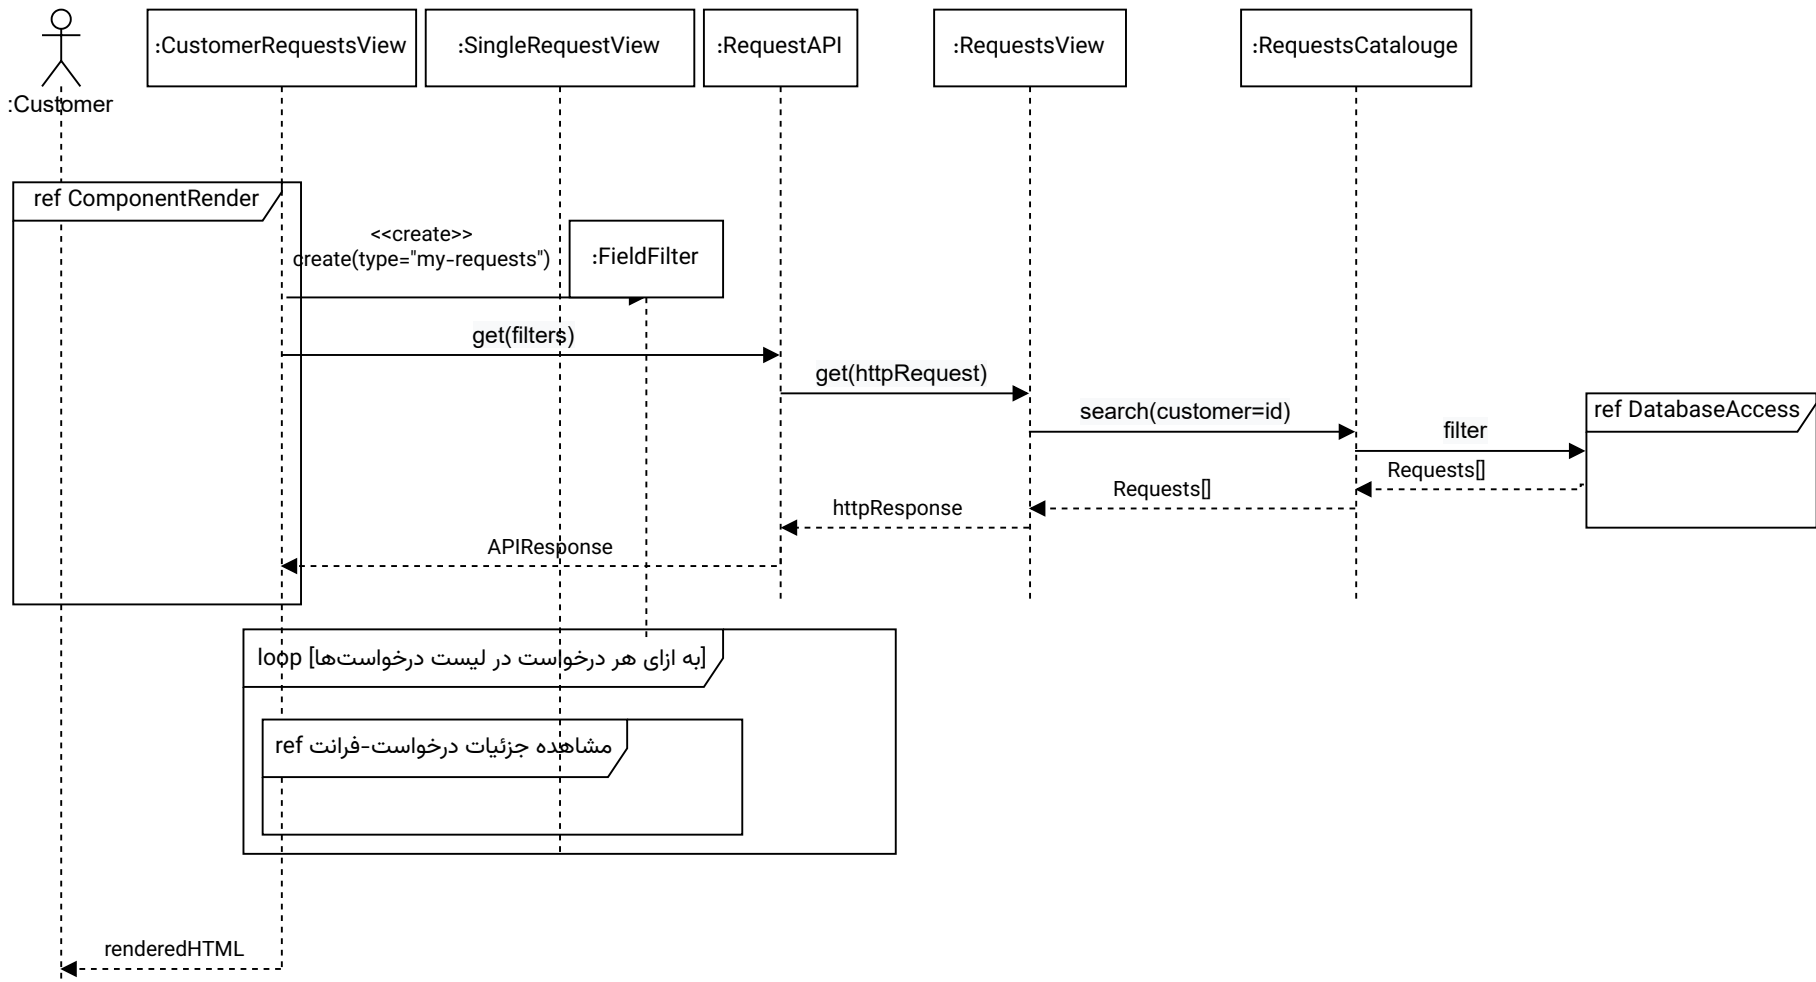 :Customer
:CustomerRequestsView
:SingleRequestView
:RequestAPI
:RequestsView
:RequestsCatalouge
ref ComponentRender
<<create>>
create(type="my-requests")
:FieldFilter
get(filters)
get(httpRequest)
search(customer=id)
filter
ref DatabaseAccess
Requests[]
Requests[]
httpResponse
APIResponse
loop [به ازای هر درخواست در لیست درخواست‌ها]
ref مشاهده جزئیات درخواست-فرانت
renderedHTML